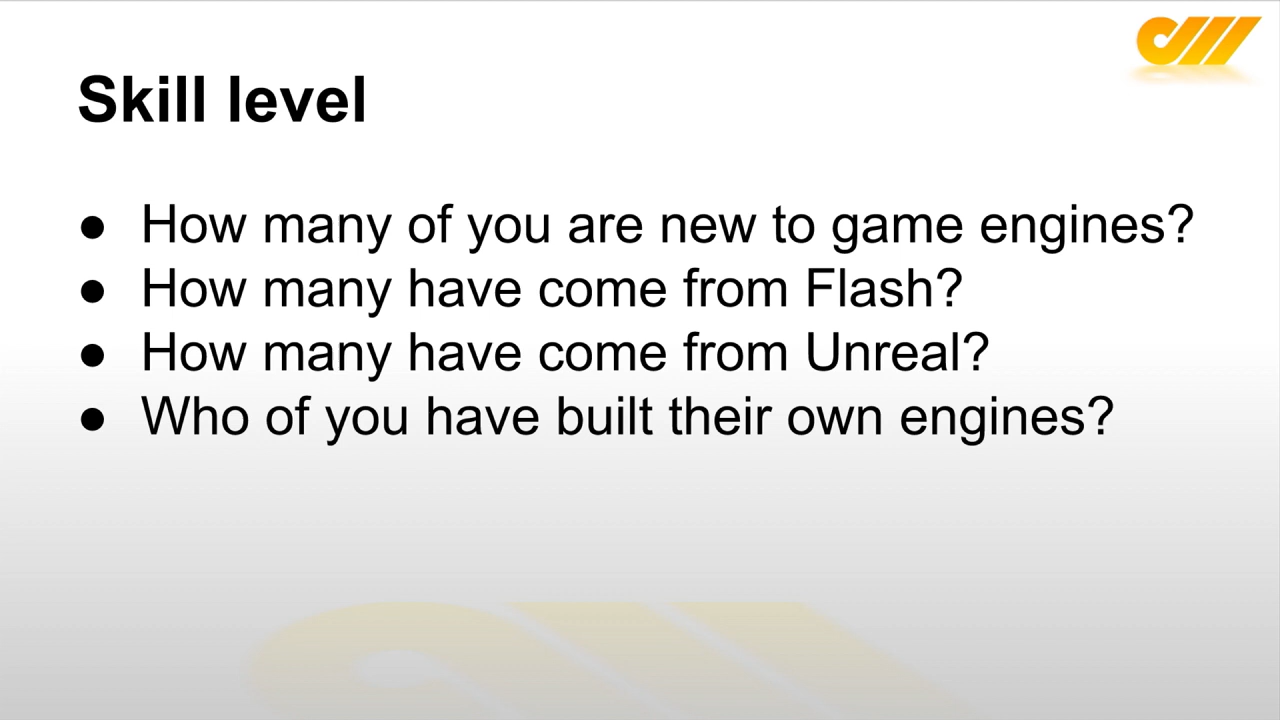 Skill level
● How many of you are new to game engines?
● How many have come from Flash?
● How many have come from Unreal?
● Who of you have built their own engines?